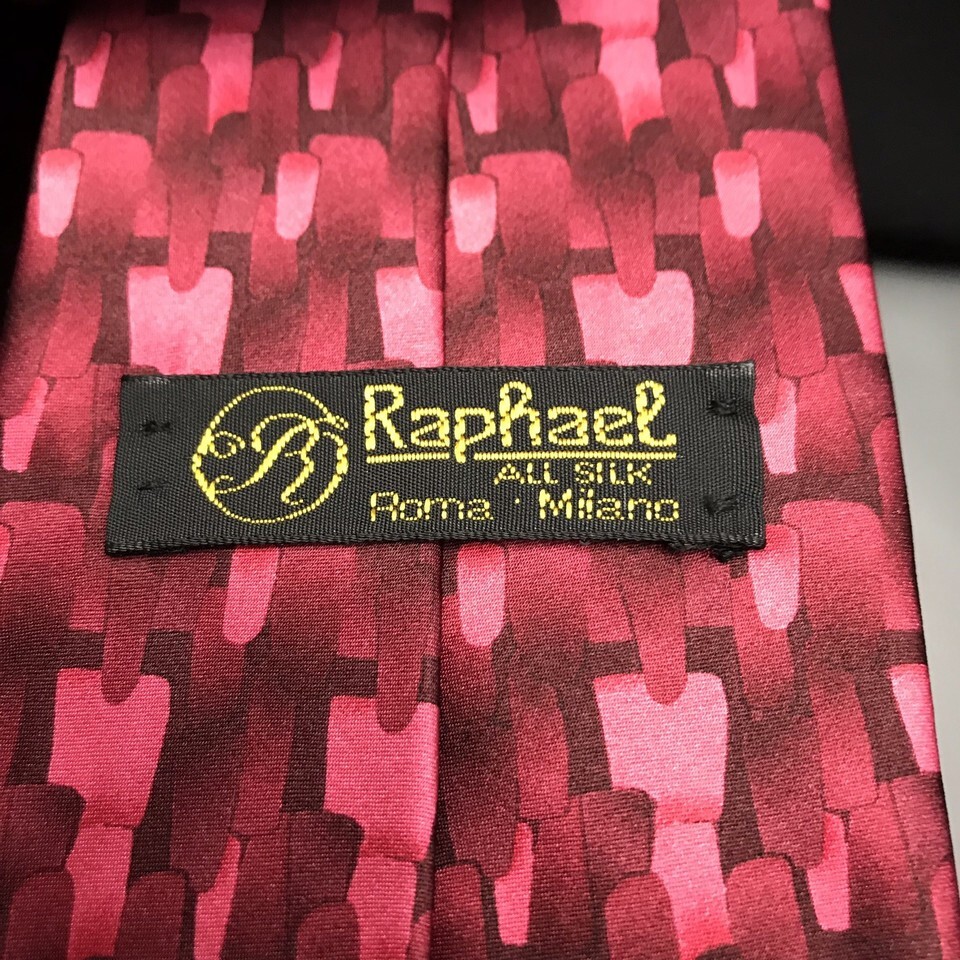 R
Raphael
ALL SILK
Roma · Milano